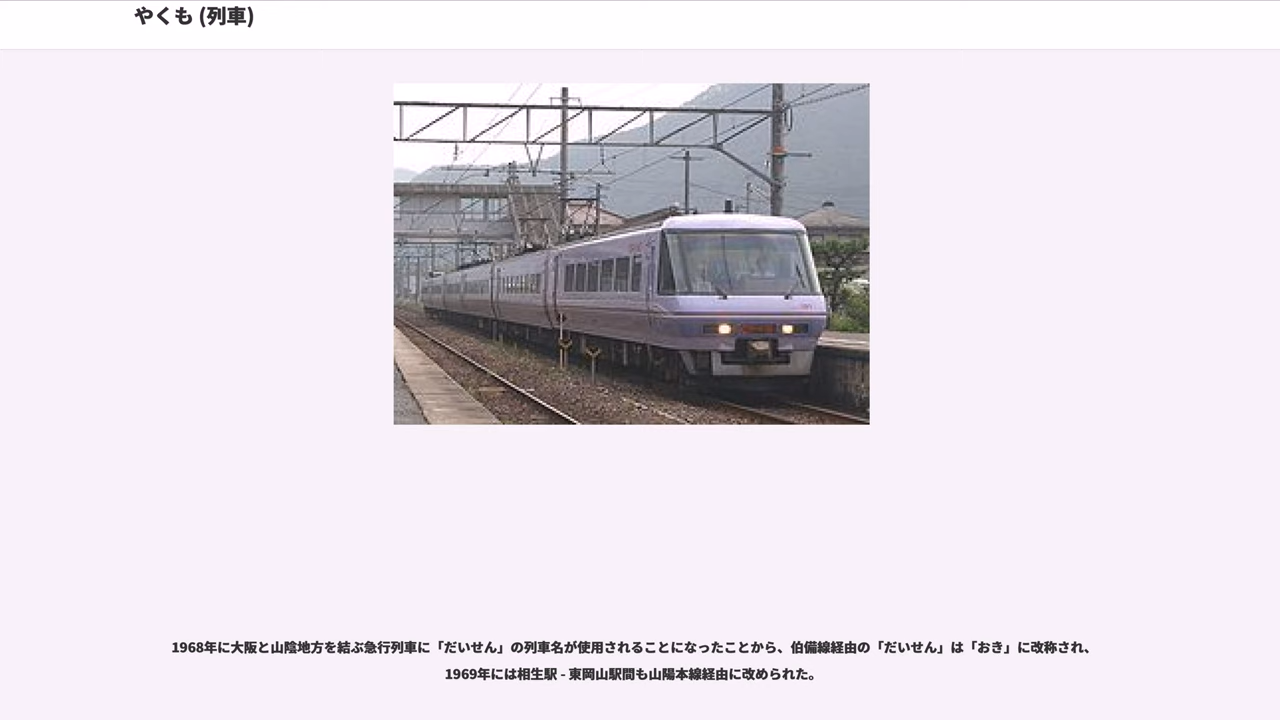 やくも (列車)
1968年に大阪と山陰地方を結ぶ急行列車に「だいせん」の列車名が使用されることになったことから、伯備線経由の「だいせん」は「おき」に改称され、
1969年には相生駅 - 東岡山駅間も山陽本線経由に改められた。